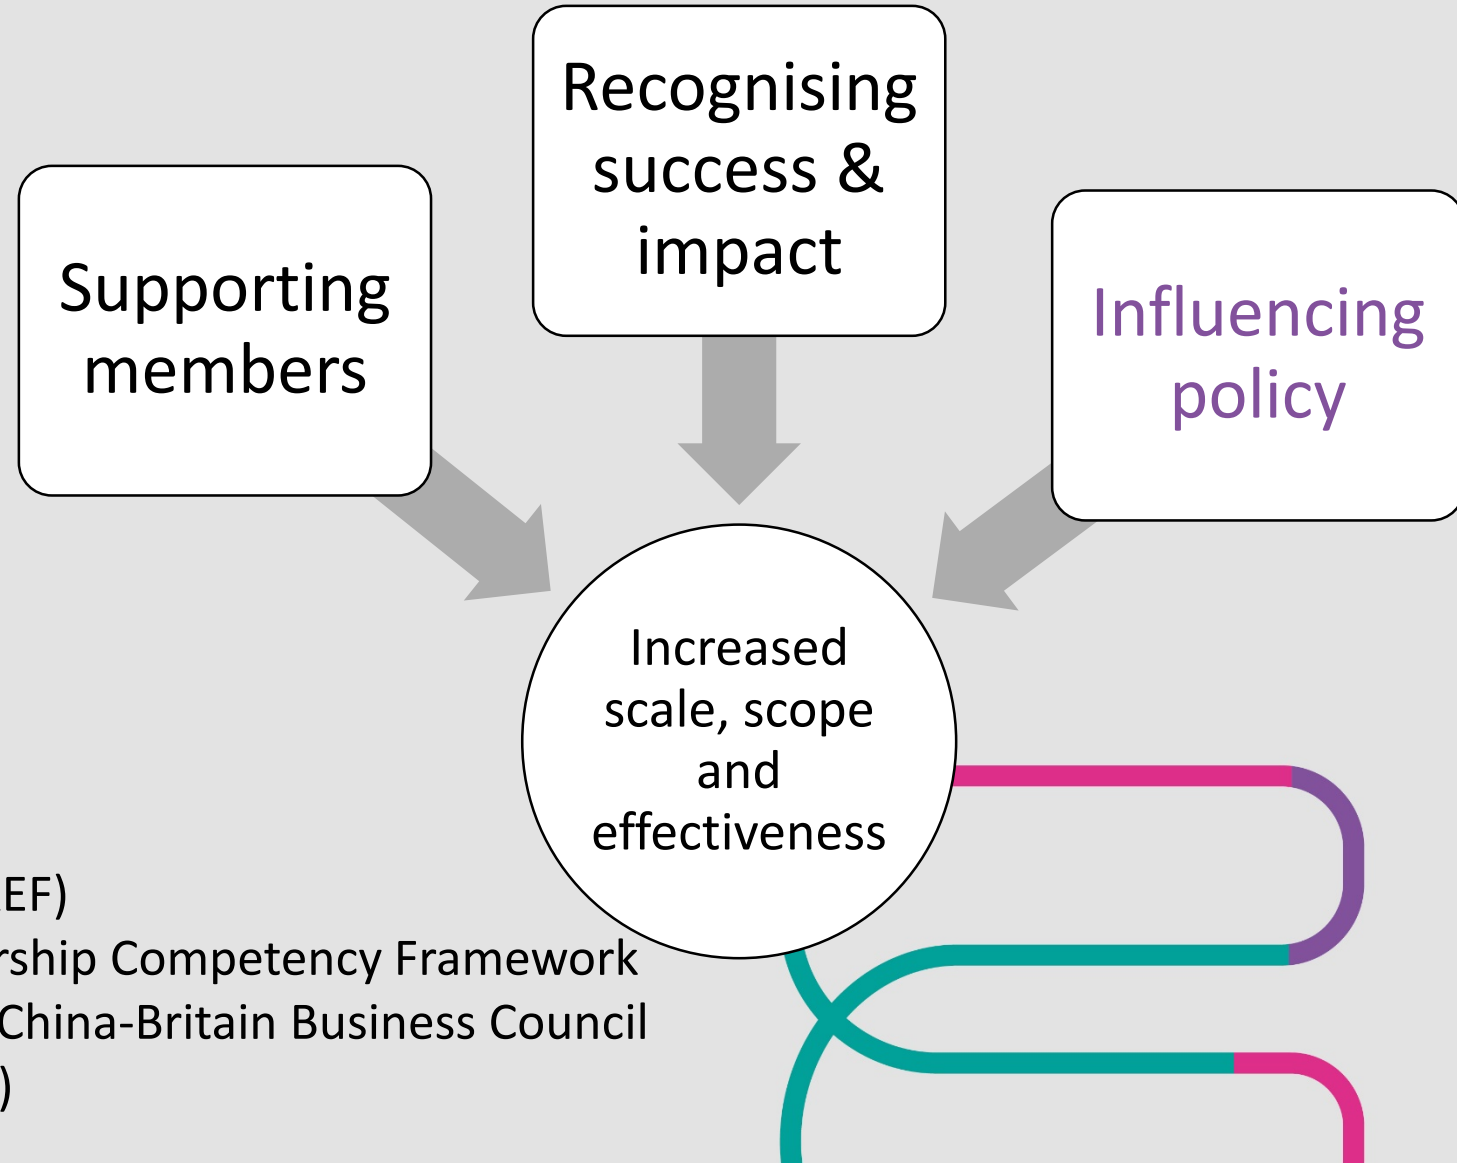 Recognising
success &
impact
Supporting
members
Influencing
policy
Increased
scale, scope
and
effectiveness
EF)
rship Competency Framework
China-Britain Business Council
)